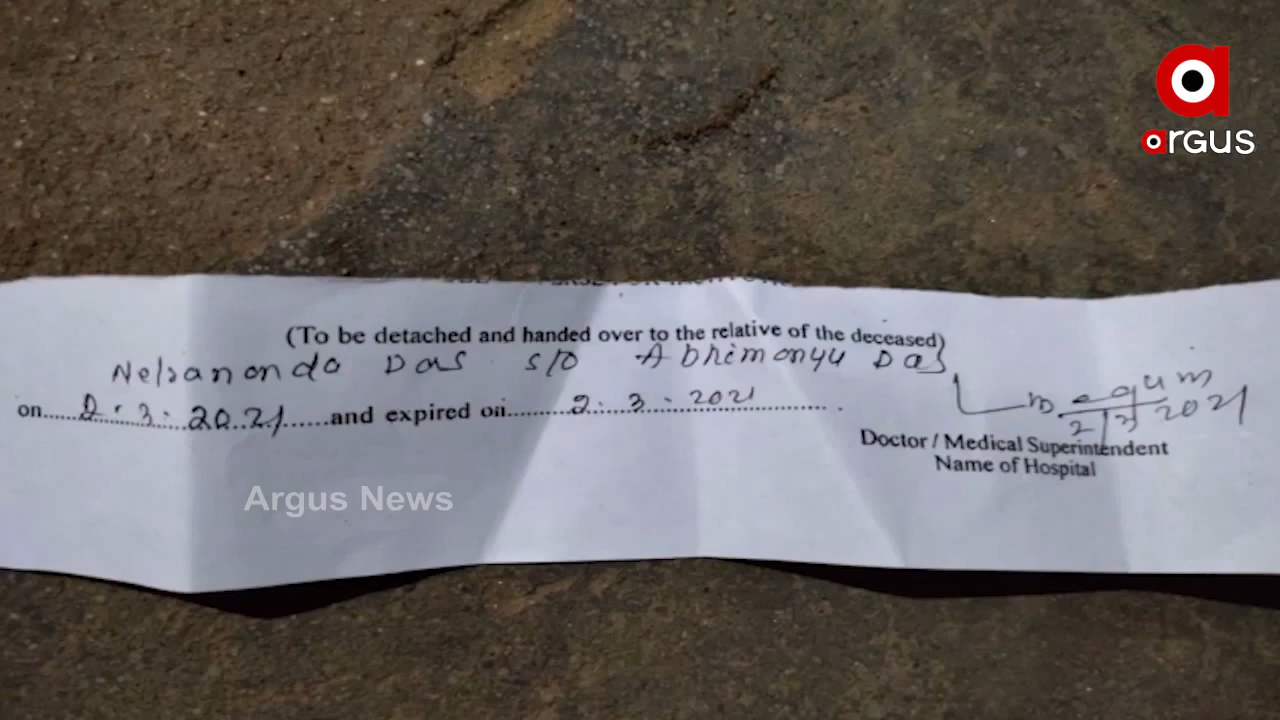 argus
(To be detached and handed over to the relative of the deceased)
Nelsanondo Das s/o Abhimonyu Das
on......2.3.2021......and expired on......2.3.2021......
Begum
2/3/2021
Doctor / Medical Superintendent
Name of Hospital
Argus News